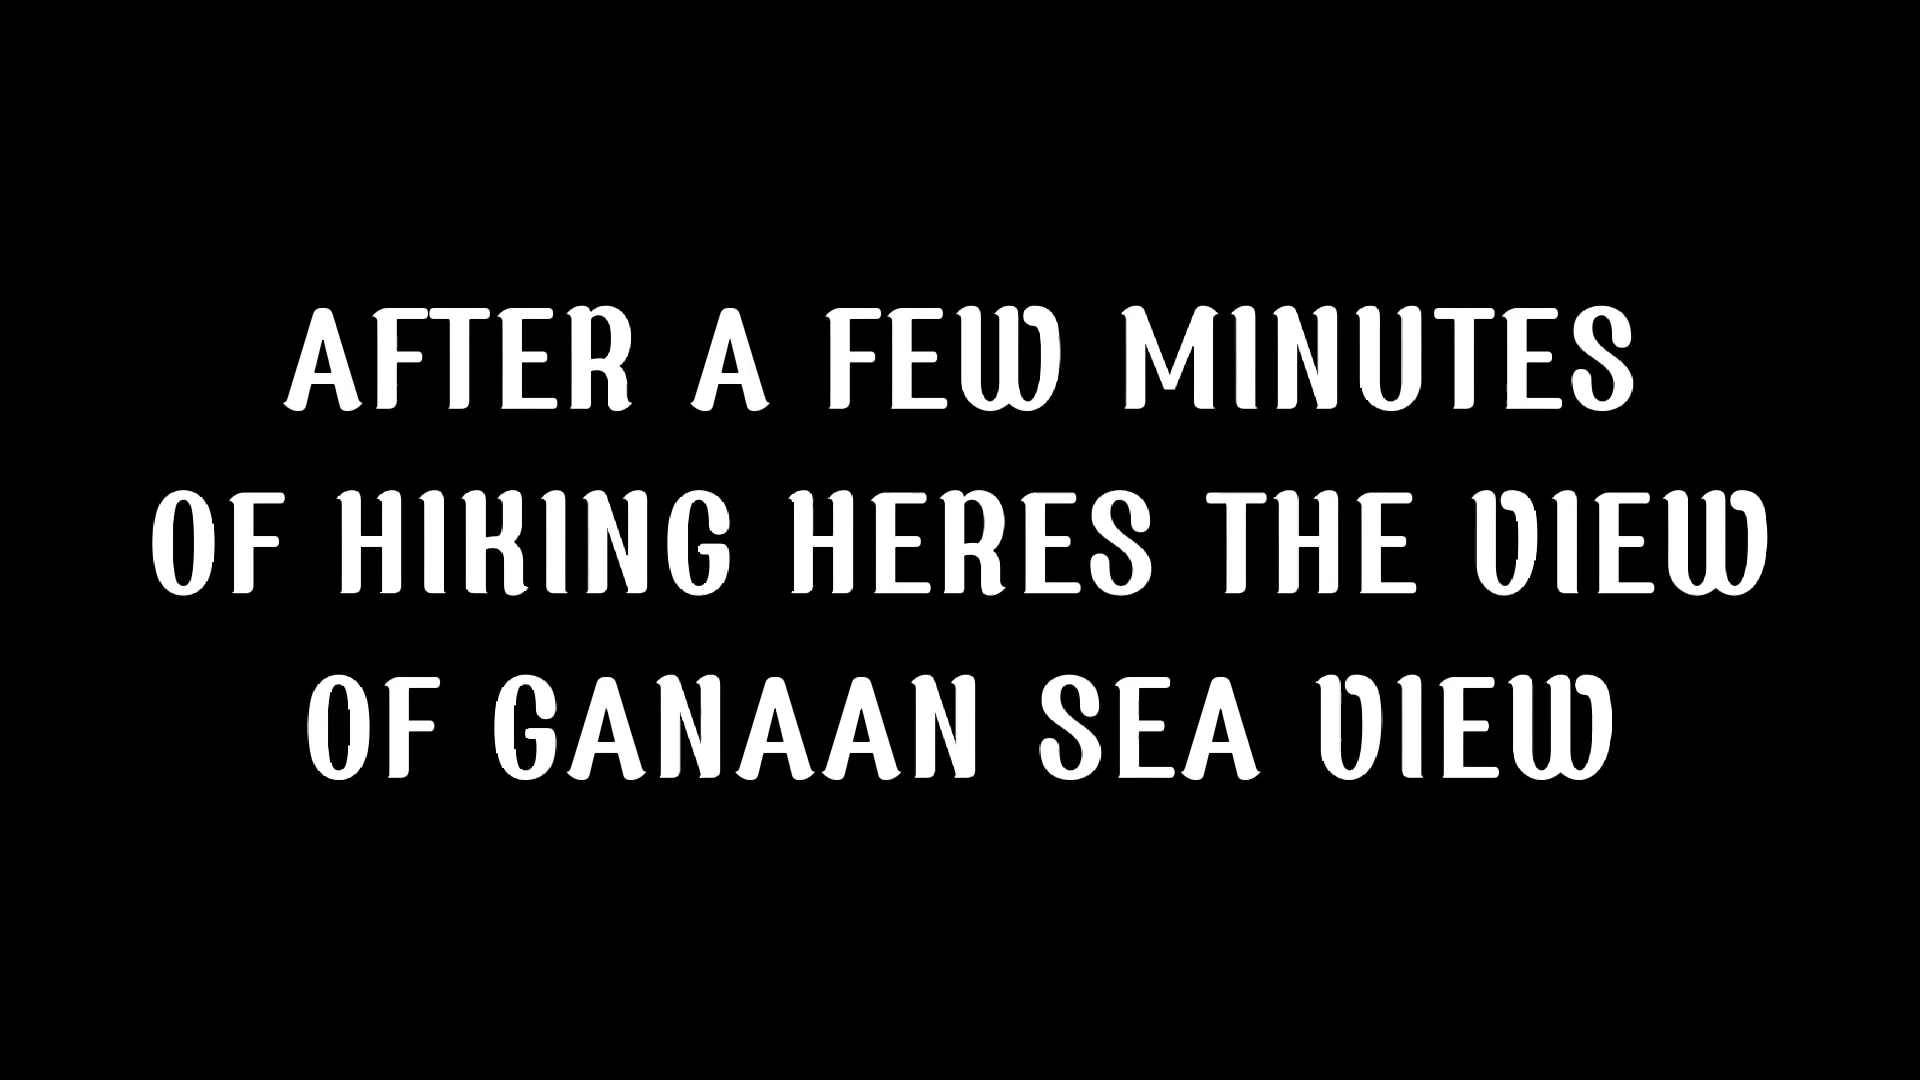 AFTER A FEW MINUTES
OF HIKING HERES THE VIEW
OF GANAAN SEA VIEW